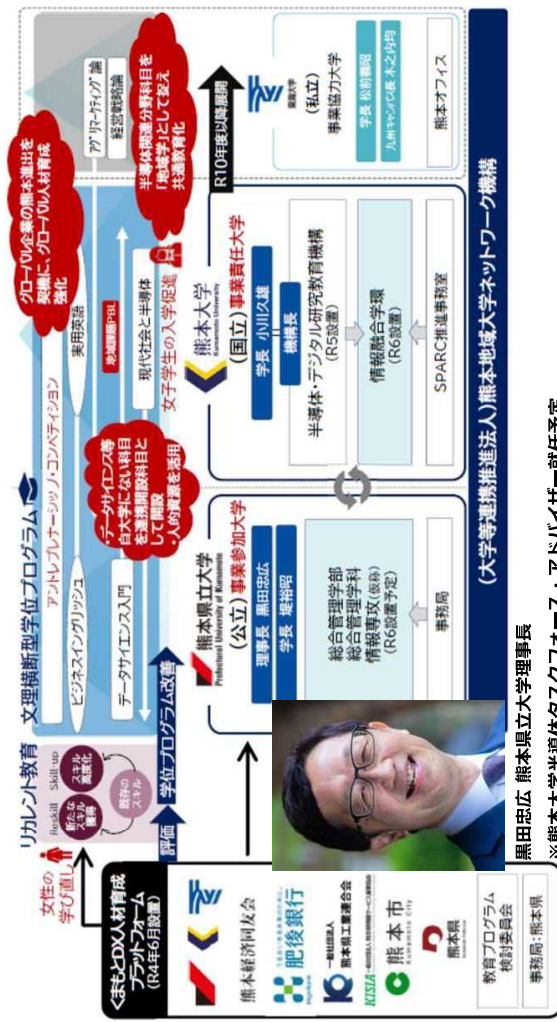 リカレント教育
Reskill
Skill-up
新たな
スキル
獲得
スキル
高度化
既存の
スキル
女性の
学び直し
文理横断型学位プログラム
アントレプレナーシップ・コンペティション
ビジネスイングリッシュ
実用英語
データサイエンス入門
地域課題PBL
現代社会と半導体
アグリマーケティング論
経営戦略論
グローバル企業の熊本進出を
契機に、グローバル人材育成
強化
・データサイエンス等
自大学にない科目
を連携開設科目と
して開設
・人的資源を活用
半導体関連分野科目を
「地域学」として捉え
共通教育化
女子学生の入学促進
評価
学位プログラム改善
R10年度以降展開
くまもとDX人材育成
プラットフォーム
(R4年6月設置)
熊本経済同友会
肥後銀行
一般社団法人
熊本県工業連合会
KISIA
熊本市
Kumamoto City
熊本県
教育プログラム
検討委員会
事務局:熊本県
熊本県立大学
Prefectural University of Kumamoto
(公立)事業参加大学
理事長 黒田忠広
学長 堤裕昭
総合管理学部
総合管理学科
情報専攻(仮称)
(R6設置予定)
事務局
熊本大学
Kumamoto University
(国立)事業責任大学
学長 小川久雄
機構長
半導体・デジタル研究教育機構
(R5設置)
情報融合学環
(R6設置)
SPARC推進事務室
東海大学
(私立)
事業協力大学
学長 松前義昭
九州キャンパス長 木之内均
熊本オフィス
(大学等連携推進法人)熊本地域大学ネットワーク機構
黒田忠広 熊本県立大学理事長
※熊本大学半導体タスクフォース・アドバイザー就任予定